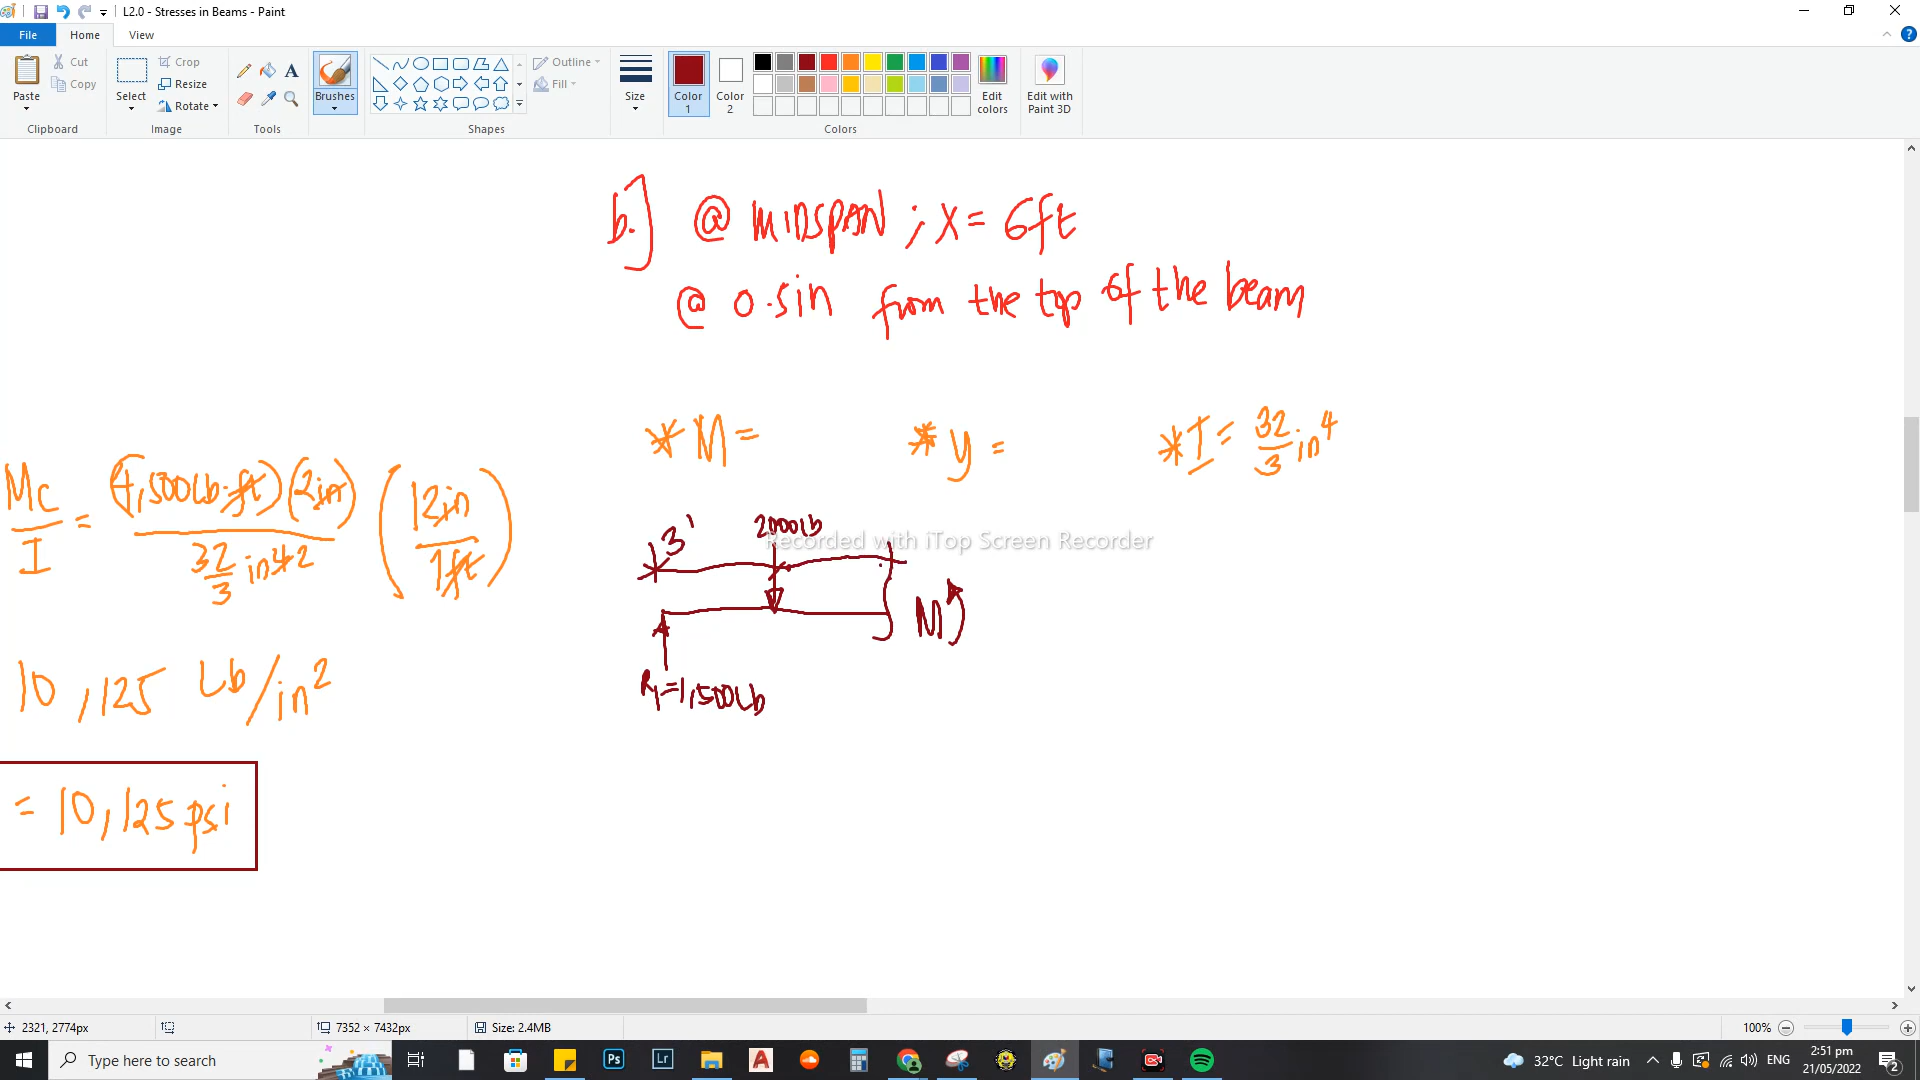 L2.0 - Stresses in Beams - Paint
File Home View
Paste
Cut
Copy
Clipboard
Select
Crop
Resize
Rotate
Image
A
Tools
Brushes
Outline
Fill
Shapes
Size
Color 1
Color 2
Edit colors
Colors
Edit with Paint 3D
b.] @ MIDSPAN ; X = 6ft
@ 0.5in from the top of the beam
* M = * y = * I = 32/3 in⁴
Mc/I = (4,500Lb·ft)(2in) / 32/3 in⁴² (12in/1ft)
3' 2000lb
Recorded with iTop Screen Recorder
M
R₁=1,500Lb
10,125 Lb/in²
= 10,125 psi
2321, 2774px
7352 × 7432px
Size: 2.4MB
100%
Type here to search
Ps
Lr
A
32°C Light rain
ENG
2:51 pm
21/05/2022
2